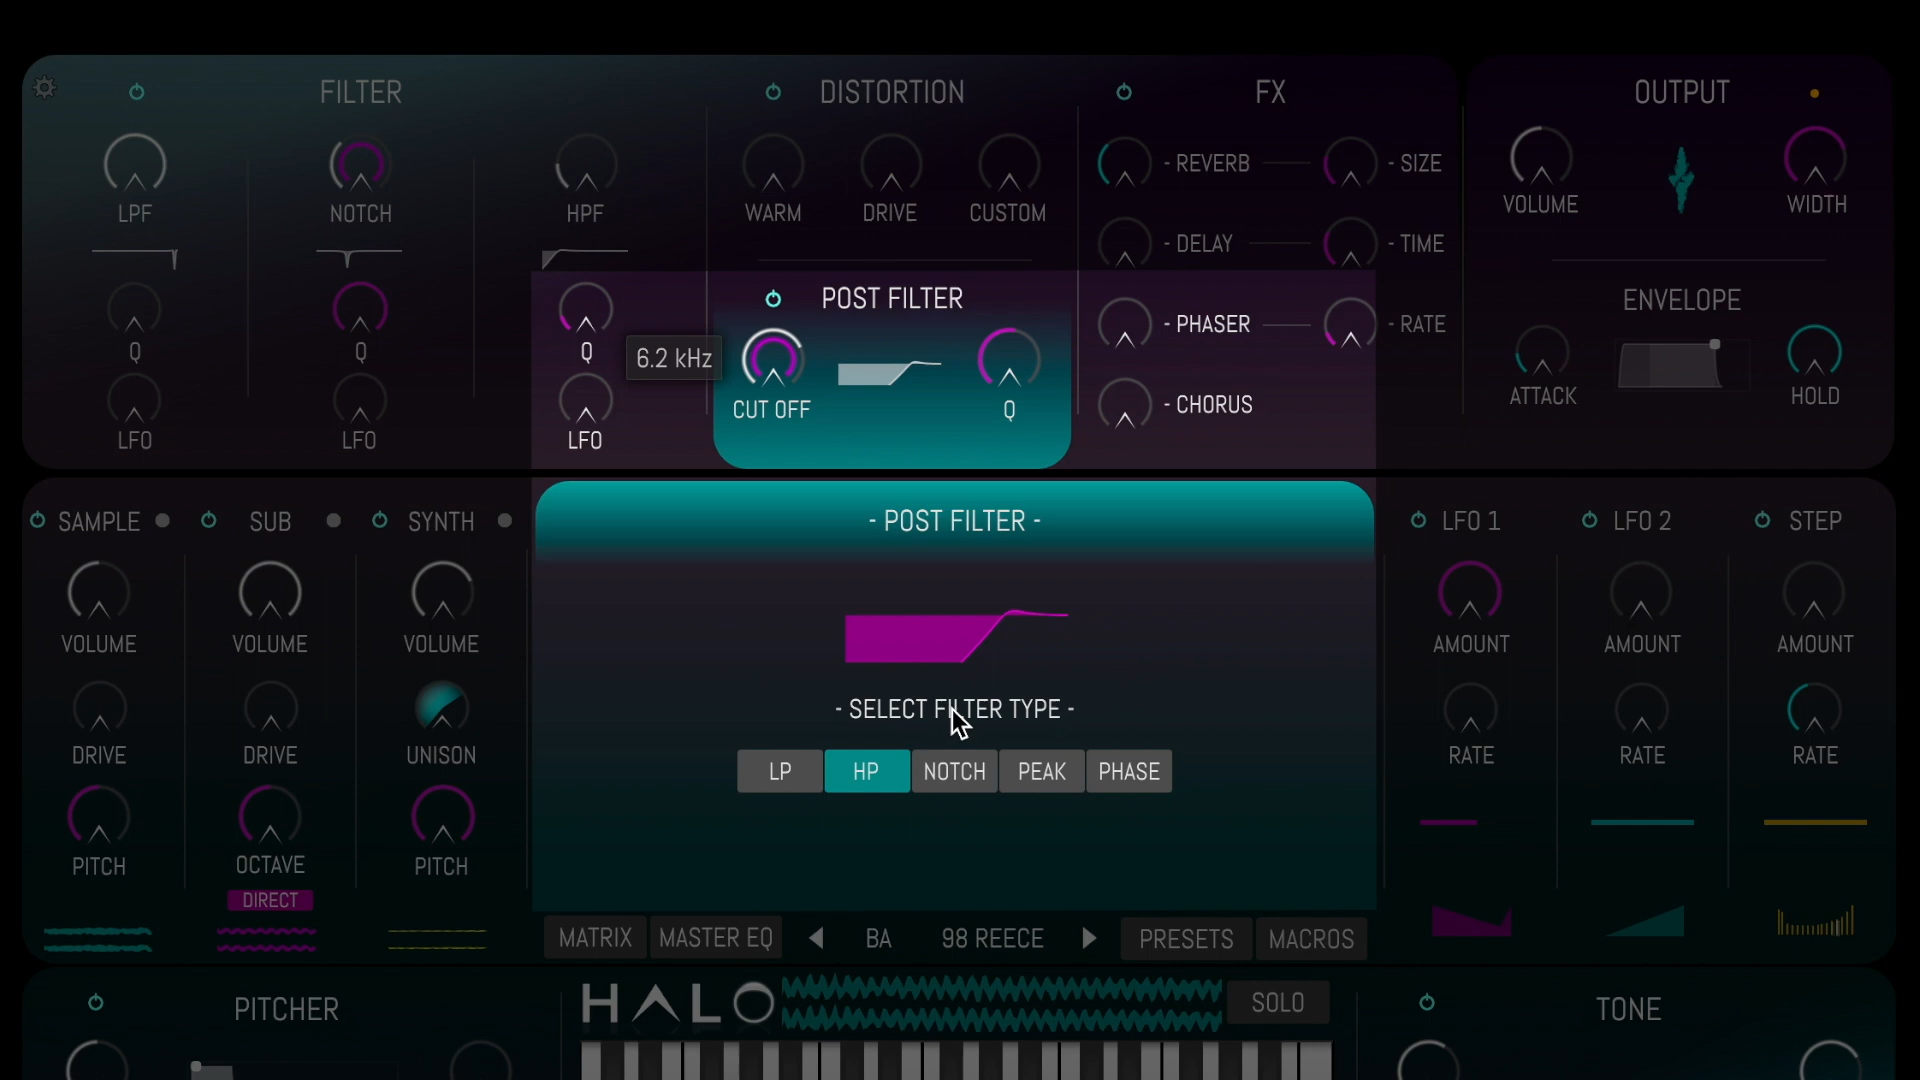 FILTER
DISTORTION
FX
OUTPUT
LPF
NOTCH
HPF
WARM
DRIVE
CUSTOM
- REVERB
- SIZE
VOLUME
WIDTH
- DELAY
- TIME
POST FILTER
ENVELOPE
- PHASER
- RATE
Q
Q
Q
6.2 kHz
CUT OFF
Q
ATTACK
HOLD
- CHORUS
LFO
LFO
LFO
SAMPLE
SUB
SYNTH
- POST FILTER -
LFO 1
LFO 2
STEP
VOLUME
VOLUME
VOLUME
AMOUNT
AMOUNT
AMOUNT
- SELECT FILTER TYPE -
DRIVE
DRIVE
UNISON
RATE
RATE
RATE
LP
HP
NOTCH
PEAK
PHASE
PITCH
OCTAVE
PITCH
DIRECT
MATRIX
MASTER EQ
BA
98 REECE
PRESETS
MACROS
PITCHER
HALO
SOLO
TONE